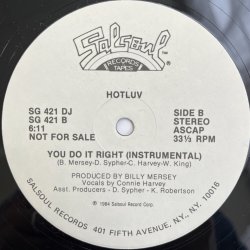 Salsoul
RECORDS
TAPES
HOTLUV
SG 421 DJ
SG 421 B
6:11
NOT FOR SALE
SIDE B
STEREO
ASCAP
33⅓ RPM
YOU DO IT RIGHT (INSTRUMENTAL)
(B. Mersey-D. Sypher-C. Harvey-W. King)
PRODUCED BY BILLY MERSEY
Vocals by Connie Harvey
Asst. Producers - D. Sypher - K. Robertson
℗ 1984 Salsoul Record Corp.
SALSOUL RECORDS 401 FIFTH AVENUE, N.Y., N.Y. 10016